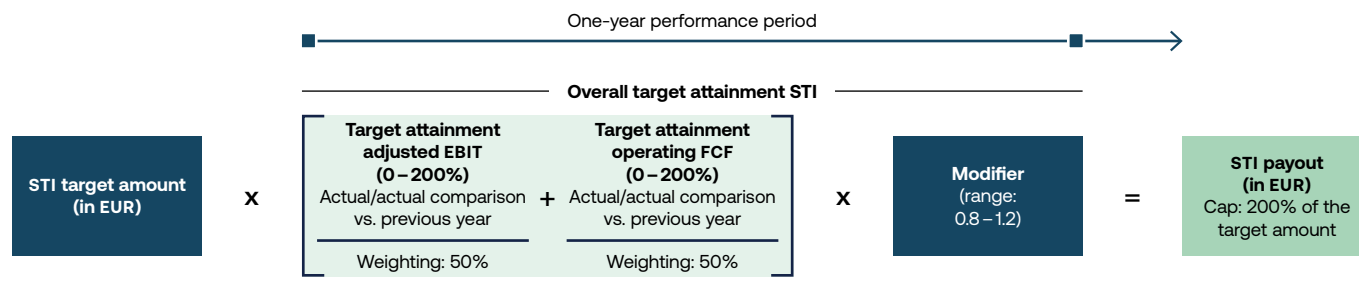 One-year performance period
Overall target attainment STI
STI target amount
(in EUR)
x
Target attainment
adjusted EBIT
(0–200%)
Actual/actual comparison
vs. previous year
Weighting: 50%
+
Target attainment
operating FCF
(0–200%)
Actual/actual comparison
vs. previous year
Weighting: 50%
x
Modifier
(range:
0.8–1.2)
=
STI payout
(in EUR)
Cap: 200% of the
target amount